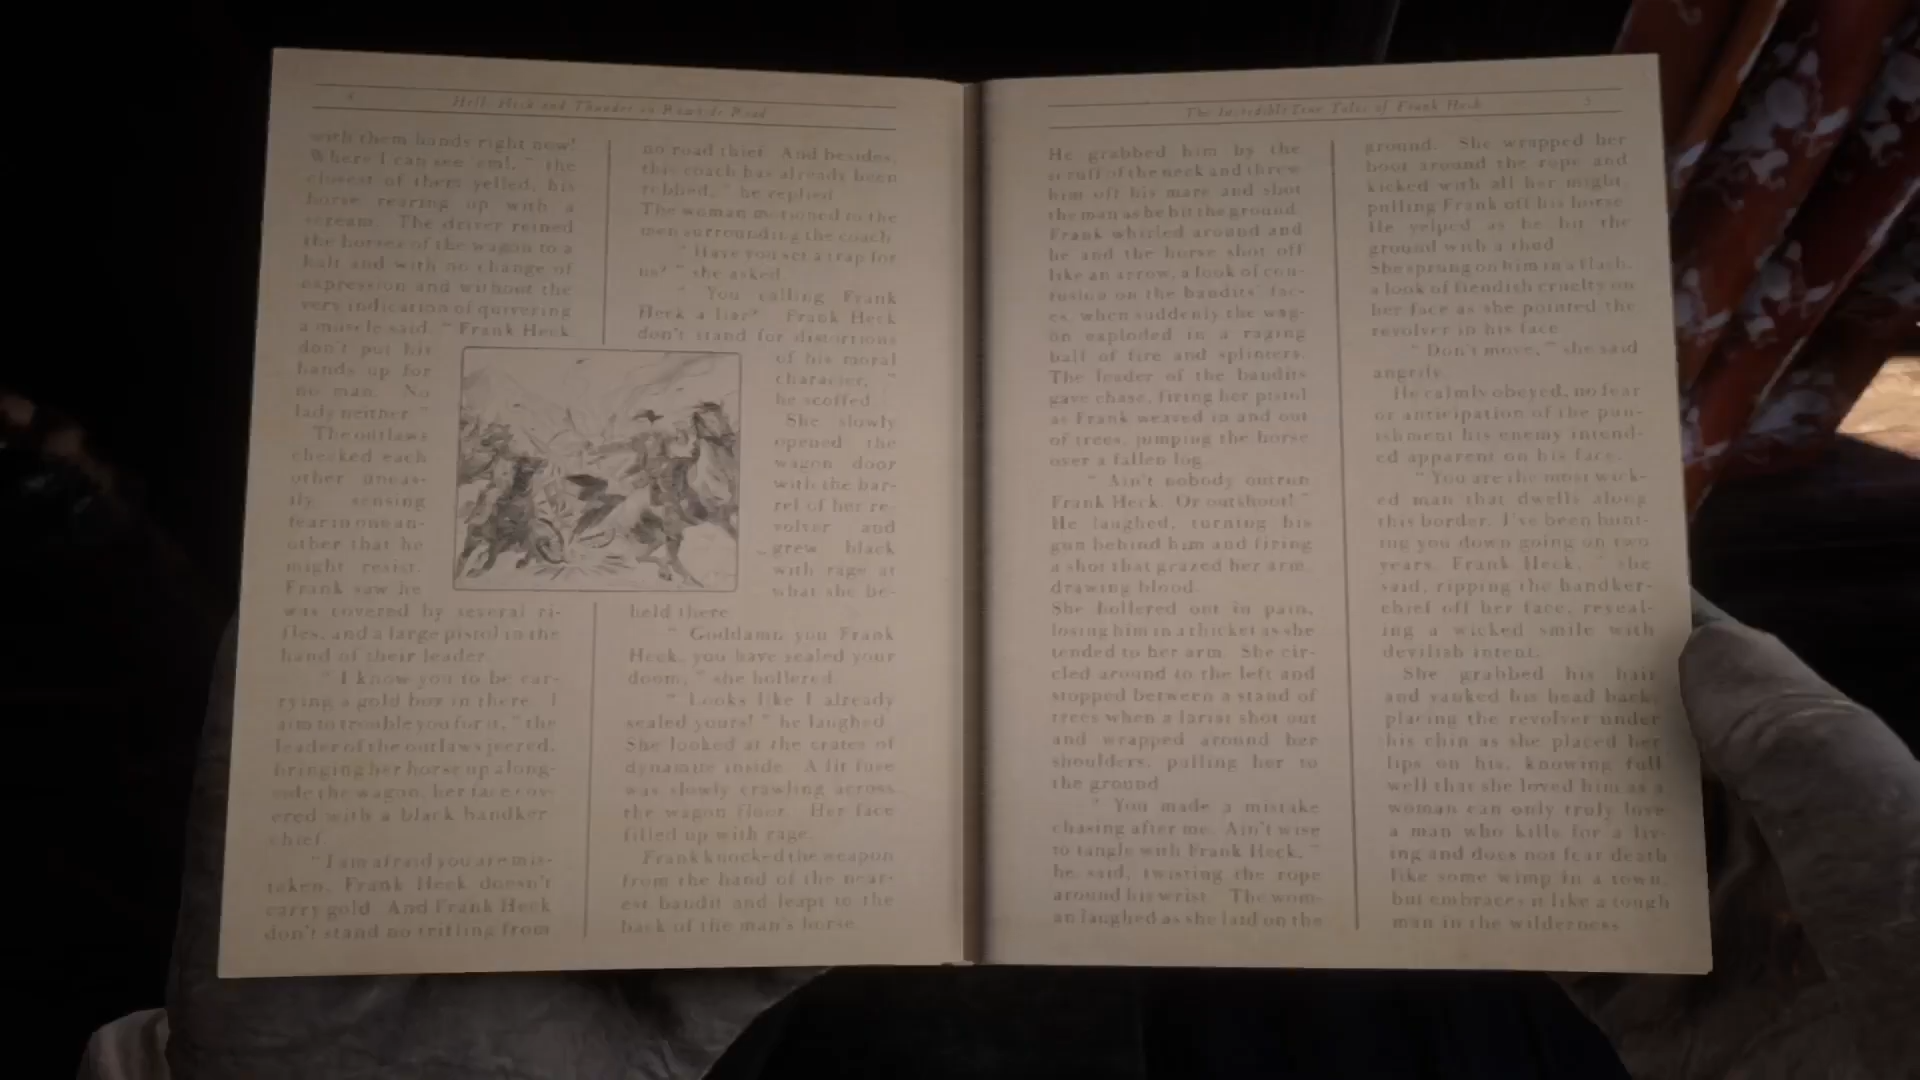 4 Hell, Heck and Thunder on Rawhide Road
with them hands right now!
Where I can see 'em!, " the
closest of them yelled, his
horse rearing up with a
scream. The driver reined
the horses of the wagon to a
halt and with no change of
expression and without the
very indication of quivering
a muscle said, " Frank Heck
don't put his
hands up for
no man. No
lady neither. "
The outlaws
checked each
other uneas-
ily, sensing
fear in one an-
other that he
might resist.
Frank saw he
was covered by several ri-
fles, and a large pistol in the
hand of their leader.
" I know you to be car-
rying a gold box in there. I
aim to trouble you for it, " the
leader of the outlaws jeered,
bringing her horse up along-
side the wagon, her face cov-
ered with a black handker
chief.
" I am afraid you are mis-
taken, Frank Heck doesn't
carry gold. And Frank Heck
don't stand no trifling from
no road thief. And besides,
this coach has already been
robbed, " he replied.
The woman motioned to the
men surrounding the coach.
" Have you set a trap for
us? " she asked.
" You calling Frank
Heck a liar? Frank Heck
don't stand for distortions
of his moral
character, "
he scoffed.
She slowly
opened the
wagon door
with the bar-
rel of her re-
volver and
grew black
with rage at
what she be-
held there.
" Goddamn you Frank
Heck, you have sealed your
doom, " she hollered.
" Looks like I already
sealed yours! " he laughed.
She looked at the crates of
dynamite inside. A lit fuse
was slowly crawling across
the wagon floor. Her face
filled up with rage.
Frank knocked the weapon
from the hand of the near-
est bandit and leapt to the
back of the man's horse.
The Incredible True Tales of Frank Heck 5
He grabbed him by the
scruff of the neck and threw
him off his mare and shot
the man as he hit the ground.
Frank whirled around and
he and the horse shot off
like an arrow, a look of con-
fusion on the bandits' fac-
es, when suddenly the wag-
on exploded in a raging
ball of fire and splinters.
The leader of the bandits
gave chase, firing her pistol
as Frank weaved in and out
of trees, jumping the horse
over a fallen log.
" Ain't nobody outrun
Frank Heck. Or outshoot! "
He laughed, turning his
gun behind him and firing
a shot that grazed her arm,
drawing blood.
She hollered out in pain,
losing him in a thicket as she
tended to her arm. She cir-
cled around to the left and
stopped between a stand of
trees when a lariat shot out
and wrapped around her
shoulders, pulling her to
the ground.
" You made a mistake
chasing after me. Ain't wise
to tangle with Frank Heck, "
he said, twisting the rope
around his wrist. The wom-
an laughed as she laid on the
ground. She wrapped her
boot around the rope and
kicked with all her might,
pulling Frank off his horse.
He yelped as he hit the
ground with a thud.
She sprung on him in a flash,
a look of fiendish cruelty on
her face as she pointed the
revolver in his face.
" Don't move, " she said
angrily.
He calmly obeyed, no fear
or anticipation of the pun-
ishment his enemy intend-
ed apparent on his face.
" You are the most wick-
ed man that dwells along
this border. I've been hunt-
ing you down going on two
years, Frank Heck, " she
said, ripping the handker-
chief off her face, reveal-
ing a wicked smile with
devilish intent.
She grabbed his hair
and yanked his head back,
placing the revolver under
his chin as she placed her
lips on his, knowing full
well that she loved him as a
woman can only truly love
a man who kills for a liv-
ing and does not fear death
like some wimp in a town,
but embraces it like a tough
man in the wilderness.